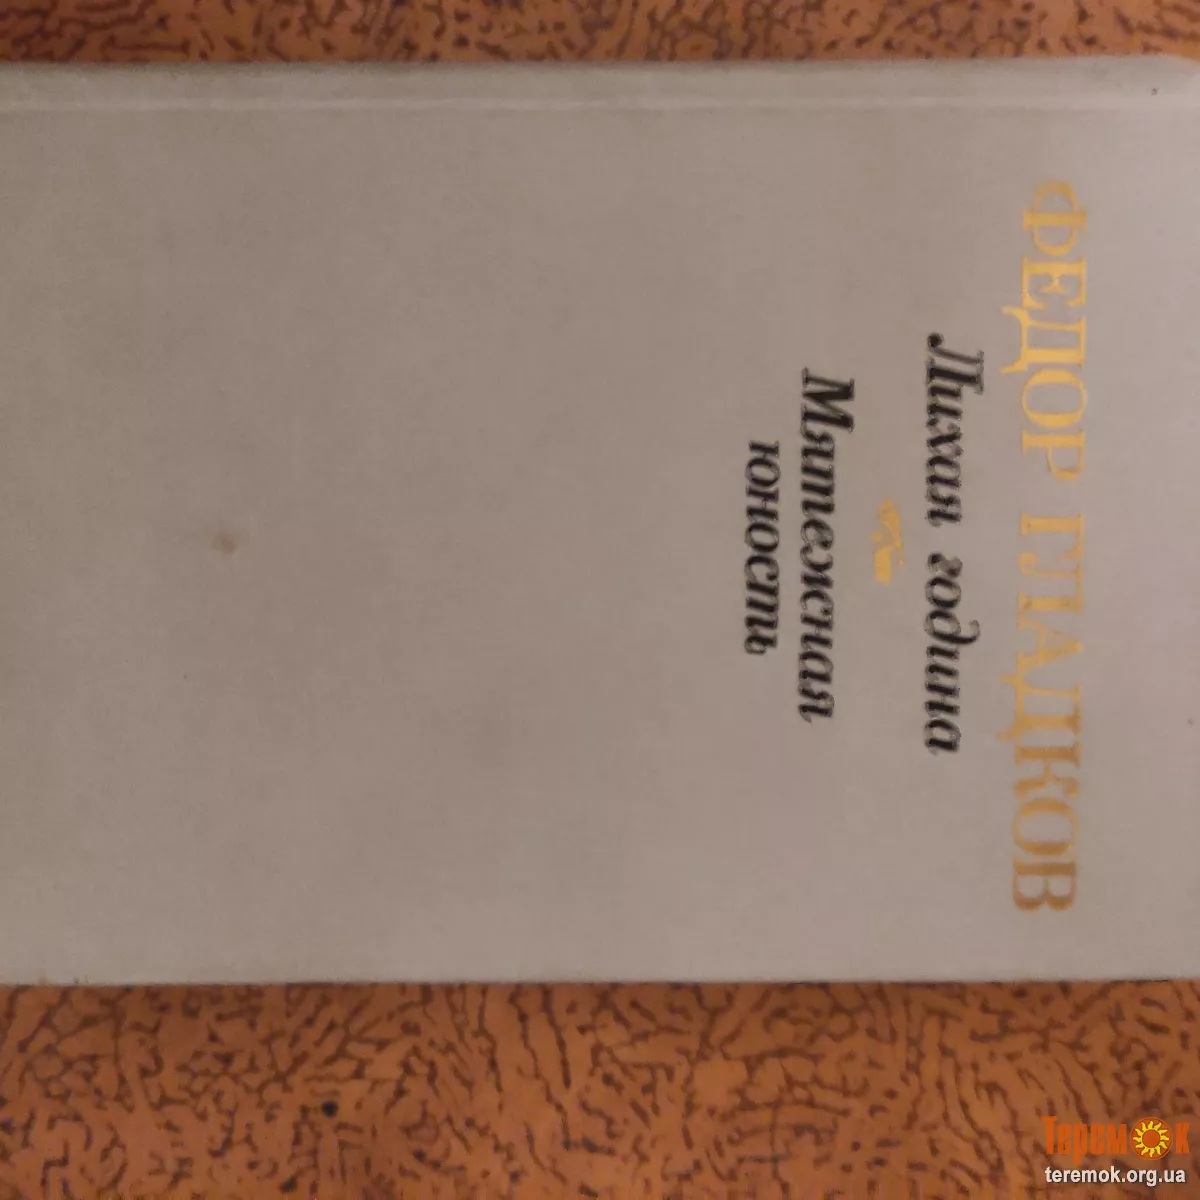 ФЕДОР ГЛАДКОВ
Лихая година
Мятежная
юность
Теремок
teremok.org.ua